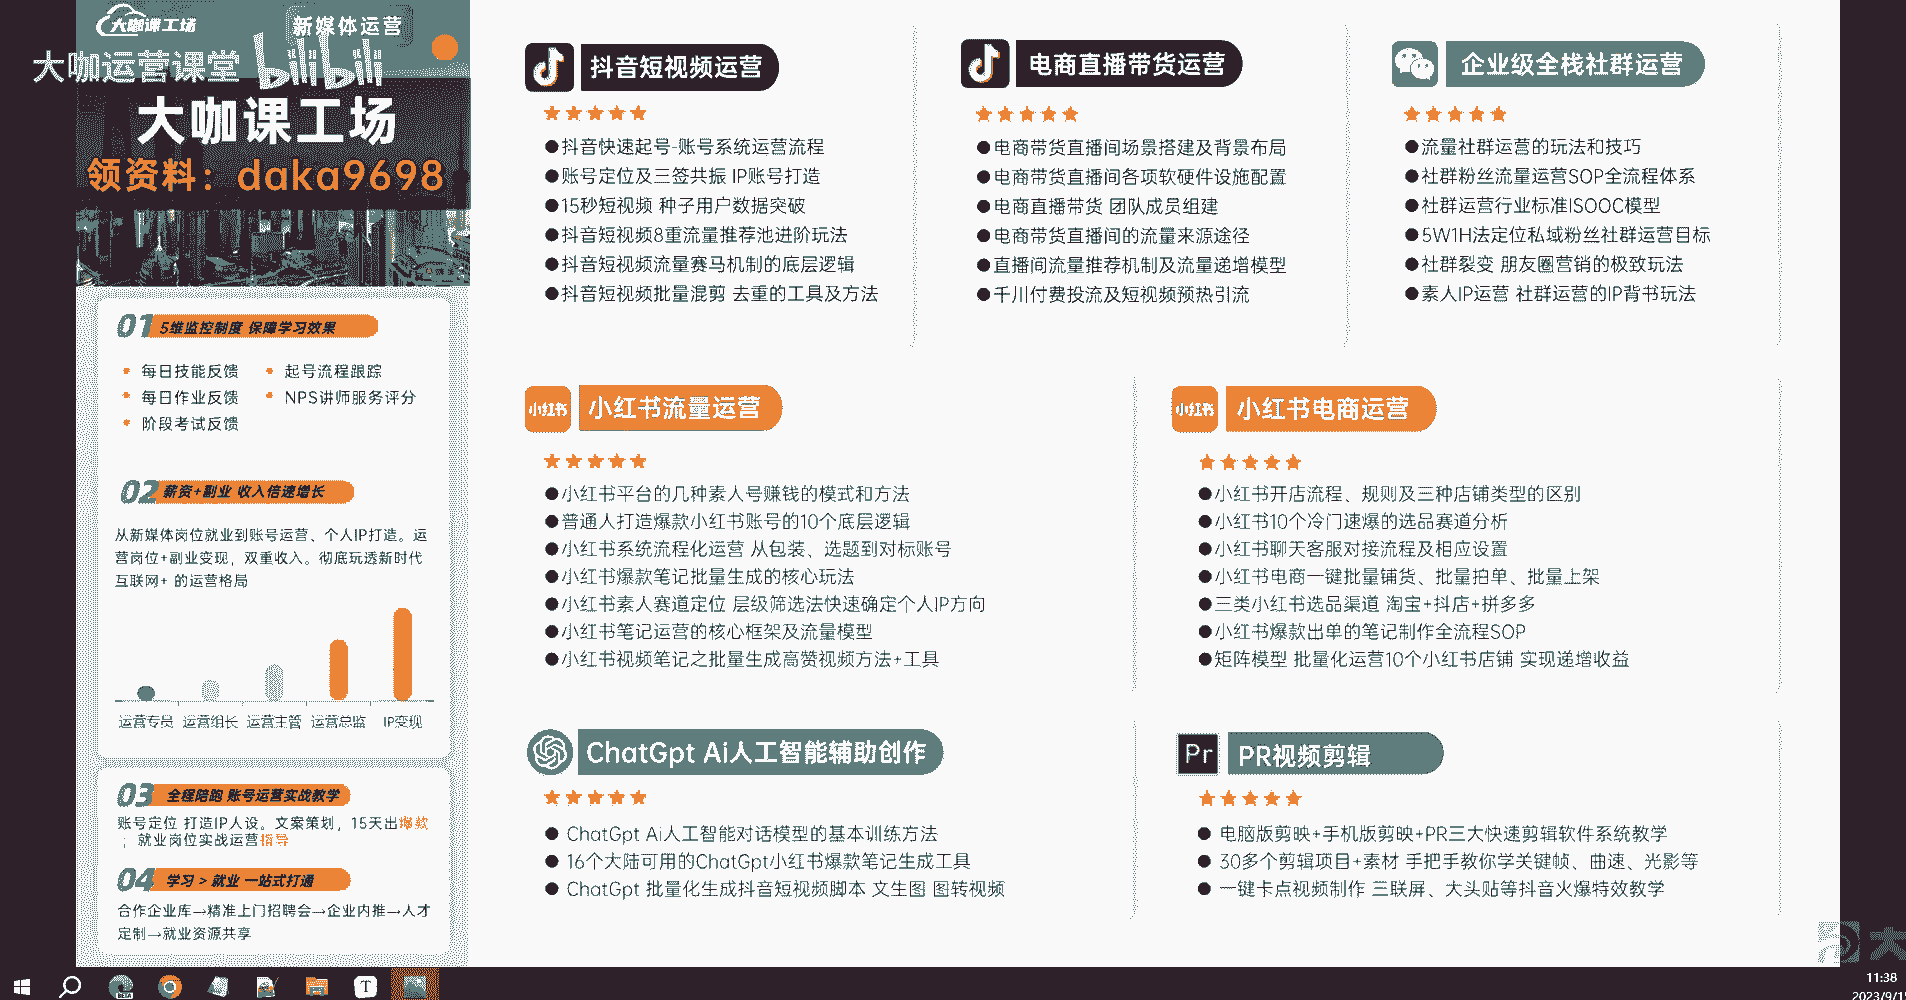 大咖课工场
新媒体运营
大咖运营课堂 bilibili
大咖课工场
领资料：daka9698
01 5维监控制度 保障学习效果
每日技能反馈
起号流程跟踪
每日作业反馈
NPS讲师服务评分
阶段考试反馈
02 薪资+副业 收入倍速增长
从新媒体岗位就业到账号运营、个人IP打造。运
营岗位+副业变现，双重收入。彻底玩透新时代
互联网+ 的运营格局
运营专员 运营组长 运营主管 运营总监 IP变现
03 全程陪跑 账号运营实战教学
账号定位 打造IP人设。文案策划，15天出爆款
；就业岗位实战运营指导
04 学习 > 就业 一站式打通
合作企业库→精准上门招聘会→企业内推→人才
定制→就业资源共享
抖音短视频运营
●抖音快速起号-账号系统运营流程
●账号定位及三签共振 IP账号打造
●15秒短视频 种子用户数据突破
●抖音短视频8重流量推荐池进阶玩法
●抖音短视频流量赛马机制的底层逻辑
●抖音短视频批量混剪 去重的工具及方法
电商直播带货运营
●电商带货直播间场景搭建及背景布局
●电商带货直播间各项软硬件设施配置
●电商直播带货 团队成员组建
●电商带货直播间的流量来源途径
●直播间流量推荐机制及流量递增模型
●千川付费投流及短视频预热引流
企业级全栈社群运营
●流量社群运营的玩法和技巧
●社群粉丝流量运营SOP全流程体系
●社群运营行业标准ISOOC模型
●5W1H法定位私域粉丝社群运营目标
●社群裂变 朋友圈营销的极致玩法
●素人IP运营 社群运营的IP背书玩法
小红书 小红书流量运营
●小红书平台的几种素人号赚钱的模式和方法
●普通人打造爆款小红书账号的10个底层逻辑
●小红书系统流程化运营 从包装、选题到对标账号
●小红书爆款笔记批量生成的核心玩法
●小红书素人赛道定位 层级筛选法快速确定个人IP方向
●小红书笔记运营的核心框架及流量模型
●小红书视频笔记之批量生成高赞视频方法+工具
小红书 小红书电商运营
●小红书开店流程、规则及三种店铺类型的区别
●小红书10个冷门速爆的选品赛道分析
●小红书聊天客服对接流程及相应设置
●小红书电商一键批量铺货、批量拍单、批量上架
●三类小红书选品渠道 淘宝+抖店+拼多多
●小红书爆款出单的笔记制作全流程SOP
●矩阵模型 批量化运营10个小红书店铺 实现递增收益
ChatGpt Ai人工智能辅助创作
● ChatGpt Ai人工智能对话模型的基本训练方法
● 16个大陆可用的ChatGpt小红书爆款笔记生成工具
● ChatGpt 批量化生成抖音短视频脚本 文生图 图转视频
Pr PR视频剪辑
● 电脑版剪映+手机版剪映+PR三大快速剪辑软件系统教学
● 30多个剪辑项目+素材 手把手教你学关键帧、曲速、光影等
● 一键卡点视频制作 三联屏、大头贴等抖音火爆特效教学
大
BETA
T
11:38
2023/9/1